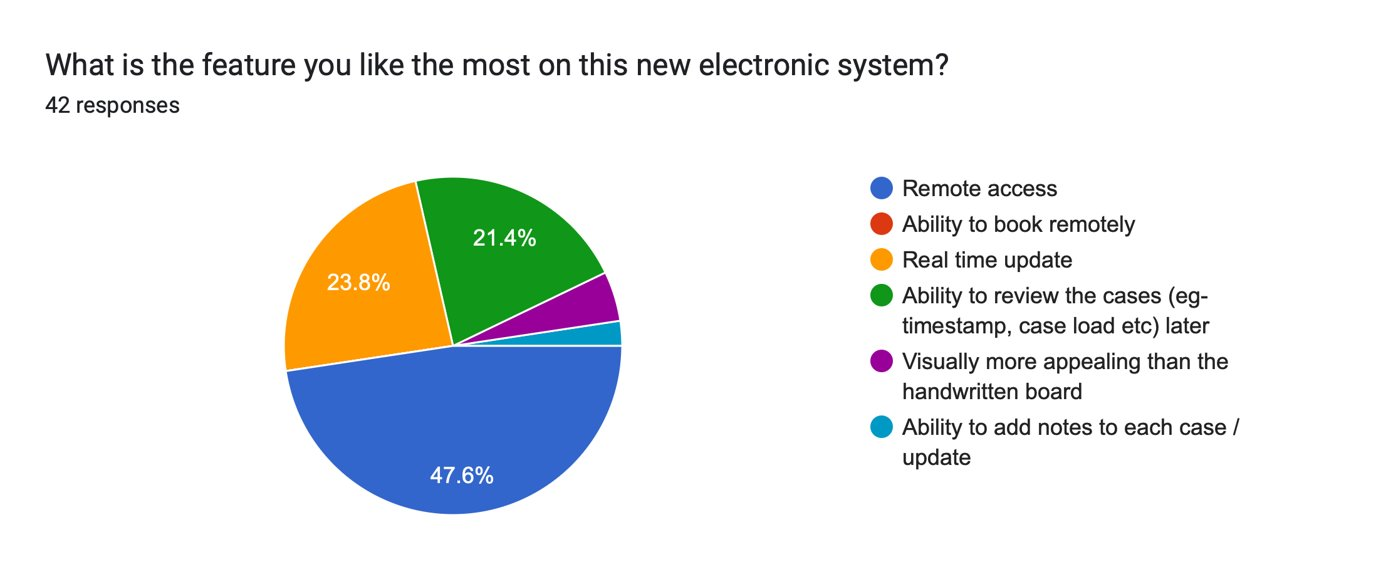 What is the feature you like the most on this new electronic system?
42 responses
21.4%
23.8%
47.6%
Remote access
Ability to book remotely
Real time update
Ability to review the cases (eg-
timestamp, case load etc) later
Visually more appealing than the
handwritten board
Ability to add notes to each case /
update